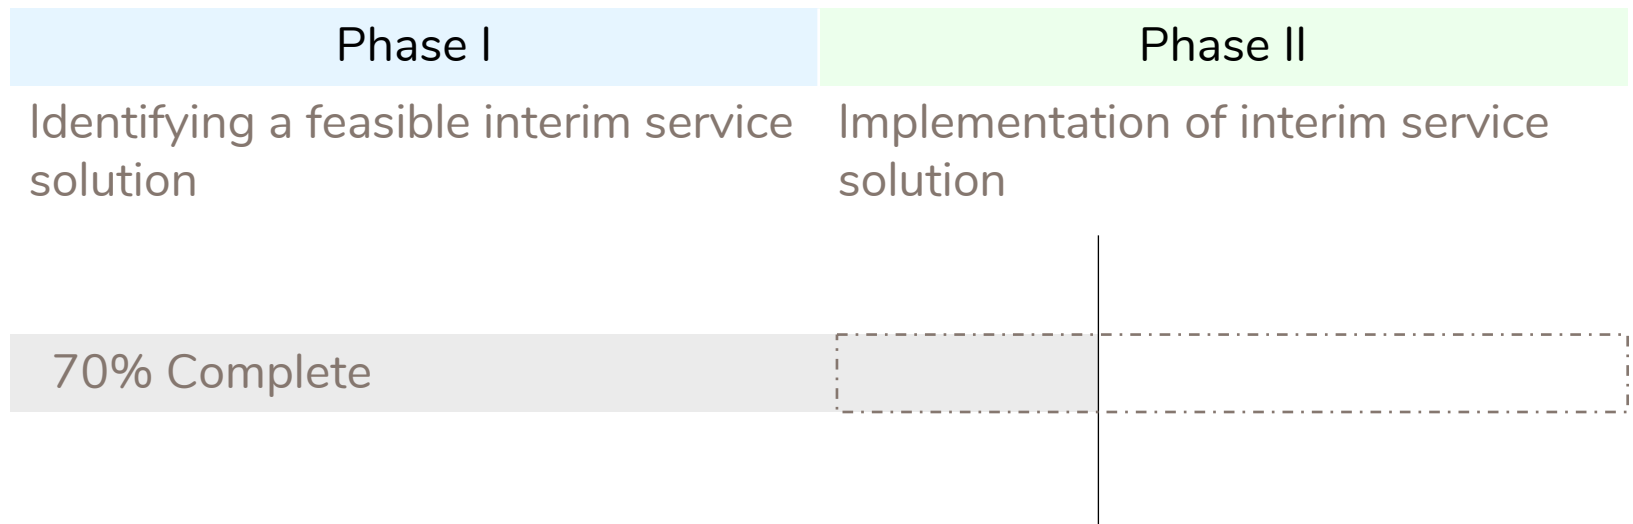 Phase I
Phase II
Identifying a feasible interim service
solution
Implementation of interim service
solution
70% Complete